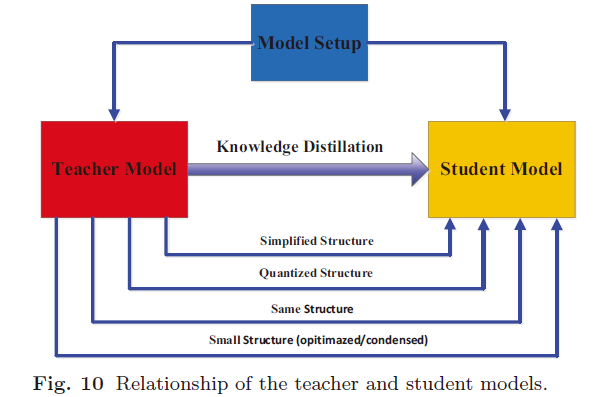 Model Setup
Knowledge Distillation
Teacher Model
Student Model
Simplified Structure
Quantized Structure
Same Structure
Small Structure (opitimazed/condensed)
Fig. 10 Relationship of the teacher and student models.